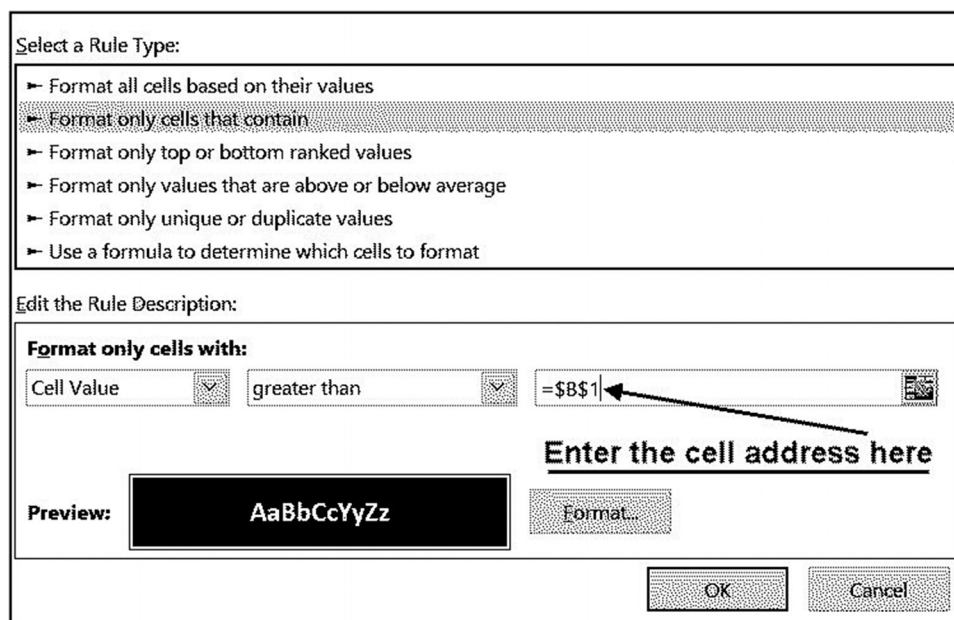 Select a Rule Type:
► Format all cells based on their values
► Format only cells that contain
► Format only top or bottom ranked values
► Format only values that are above or below average
► Format only unique or duplicate values
► Use a formula to determine which cells to format
Edit the Rule Description:
Format only cells with:
Cell Value greater than =$B$1
Enter the cell address here
Preview: AaBbCcYyZz Format...
OK Cancel